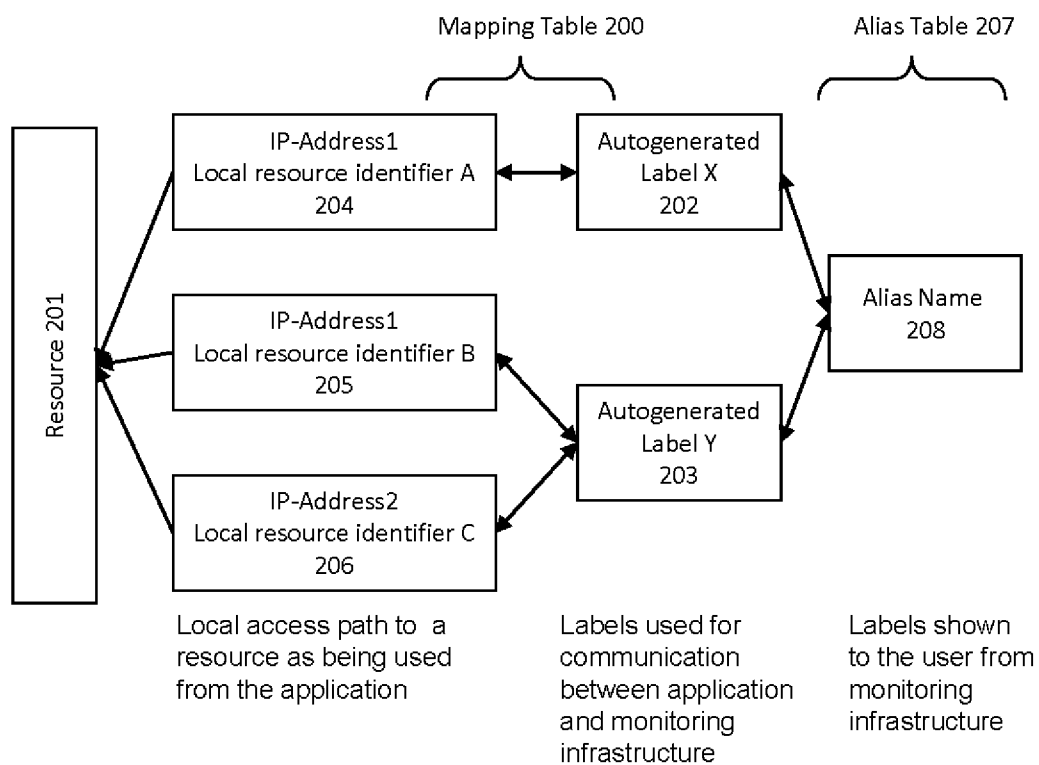 Mapping Table 200
Alias Table 207
Resource 201
IP-Address1
Local resource identifier A
204
Autogenerated
Label X
202
IP-Address1
Local resource identifier B
205
Alias Name
208
Autogenerated
Label Y
203
IP-Address2
Local resource identifier C
206
Local access path to a
resource as being used
from the application
Labels used for
communication
between application
and monitoring
infrastructure
Labels shown
to the user from
monitoring
infrastructure